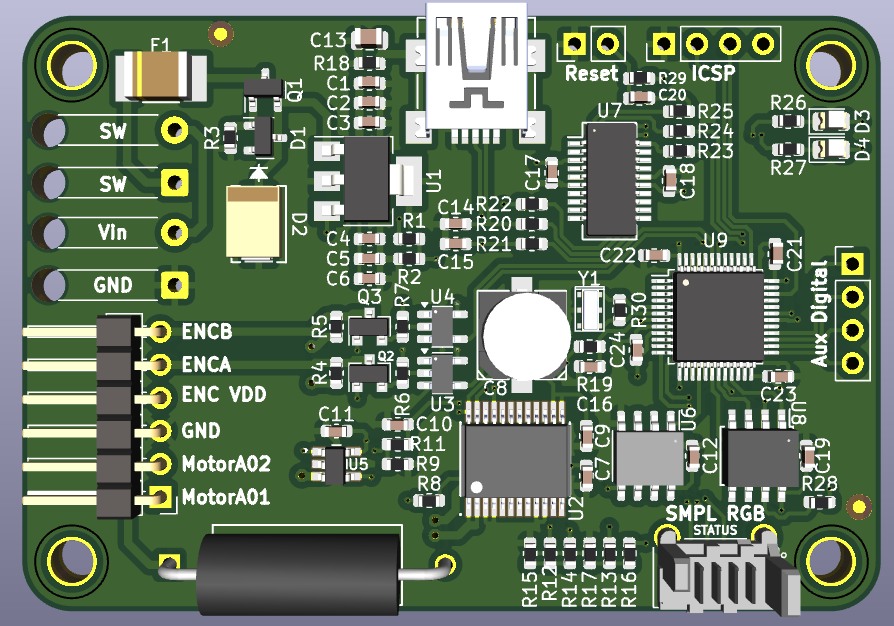 F1
C13
R18
C1
C2
C3
Q1
R3
D1
SW
SW
Vin
GND
D2
U1
Reset
ICSP
R29
C20
U7
R25
R24
R23
C17
C18
R26
D3
D4
R27
C14
R22
R20
R21
C15
R1
R2
C4
C5
C6
Q3
R7
U4
C22
U9
C21
Aux Digital
Y1
R30
C24
R19
C16
C23
ENCB
ENCA
ENC VDD
GND
MotorA02
MotorA01
R5
R4
Q2
R6
U3
C8
C11
C10
R11
R9
U5
R8
U2
C9
C7
U6
C12
U8
C19
R28
SMPL RGB
STATUS
R15
R12
R14
R17
R13
R16